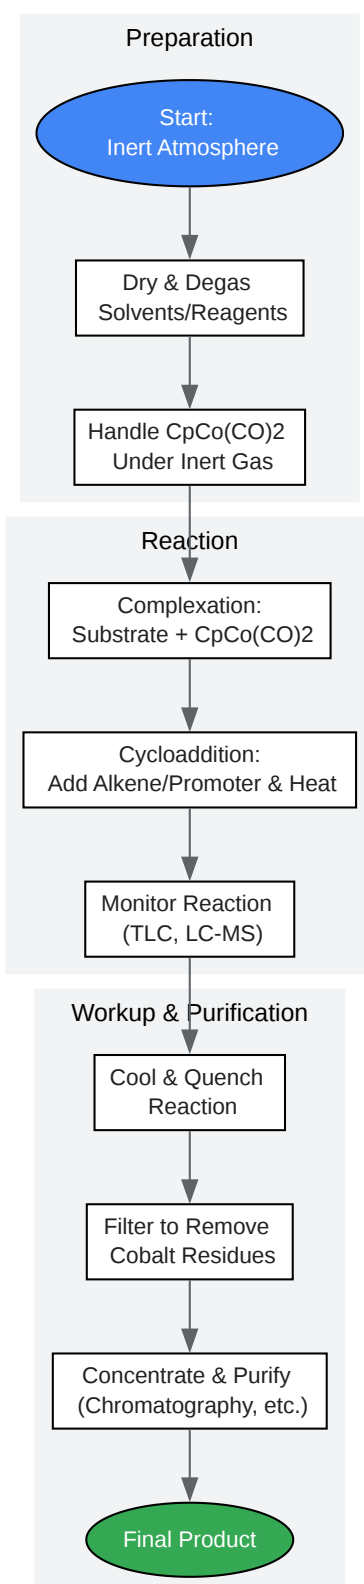 Preparation
Start:
Inert Atmosphere
Dry & Degas
Solvents/Reagents
Handle CpCo(CO)2
Under Inert Gas
Reaction
Complexation:
Substrate + CpCo(CO)2
Cycloaddition:
Add Alkene/Promoter & Heat
Monitor Reaction
(TLC, LC-MS)
Workup & Purification
Cool & Quench
Reaction
Filter to Remove
Cobalt Residues
Concentrate & Purify
(Chromatography, etc.)
Final Product